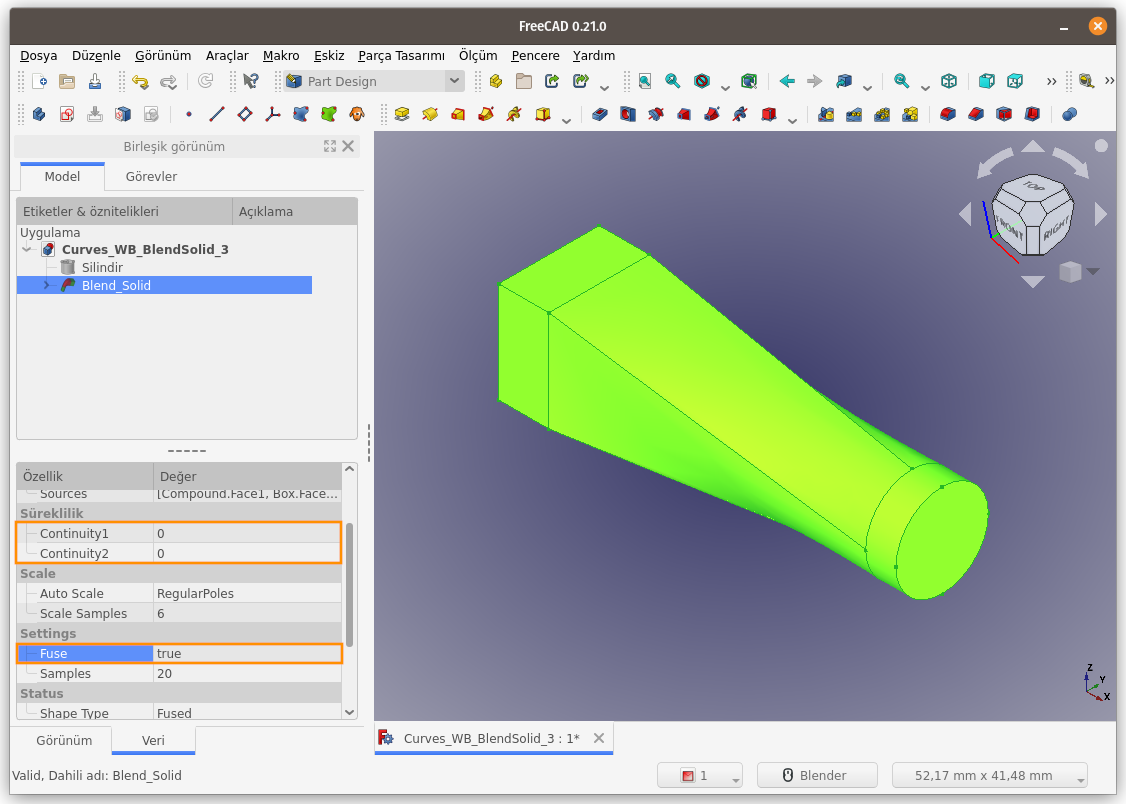 FreeCAD 0.21.0
Dosya Düzenle Görünüm Araçlar Makro Eskiz Parça Tasarımı Ölçüm Pencere Yardım
Part Design
Birleşik görünüm
Model Görevler
Etiketler & öznitelikleri Açıklama
Uygulama
Curves_WB_BlendSolid_3
Silindir
Blend_Solid
TOP
FRONT
RIGHT
Özellik Değer
Sources [Compound.Face1, Box.Face...
Süreklilik
Continuity1 0
Continuity2 0
Scale
Auto Scale RegularPoles
Scale Samples 6
Settings
Fuse true
Samples 20
Status
Shape Type Fused
Z
Y
X
Görünüm Veri
Curves_WB_BlendSolid_3 : 1*
Valid, Dahili adı: Blend_Solid
1 Blender 52,17 mm x 41,48 mm